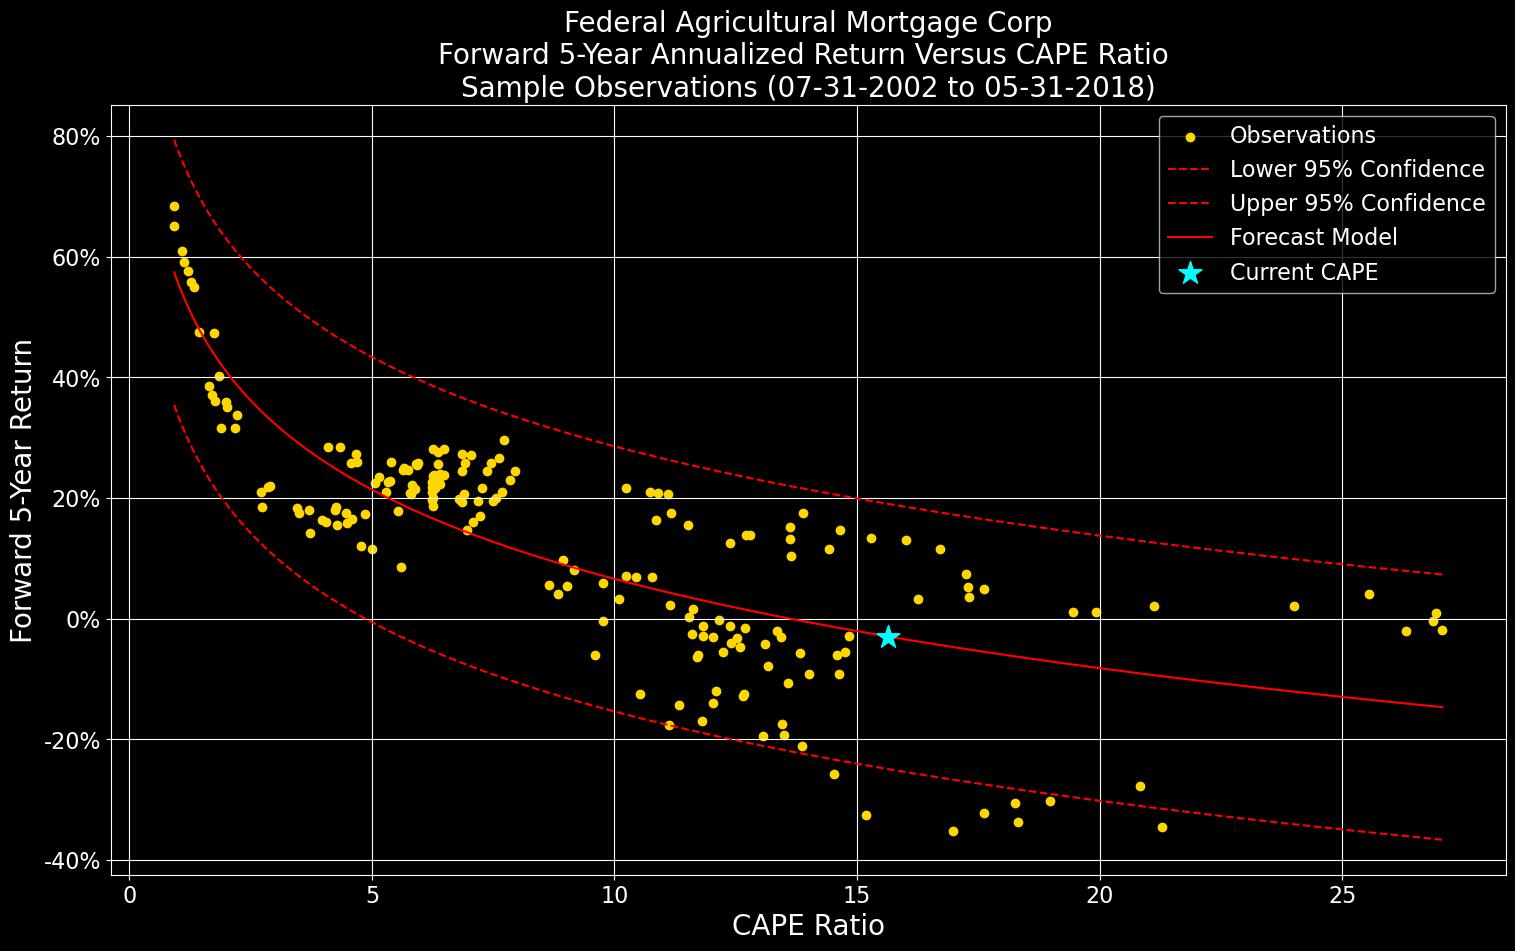 Federal Agricultural Mortgage Corp
Forward 5-Year Annualized Return Versus CAPE Ratio
Sample Observations (07-31-2002 to 05-31-2018)
Observations
Lower 95% Confidence
Upper 95% Confidence
Forecast Model
Current CAPE
Forward 5-Year Return
80%
60%
40%
20%
0%
-20%
-40%
0 5 10 15 20 25
CAPE Ratio